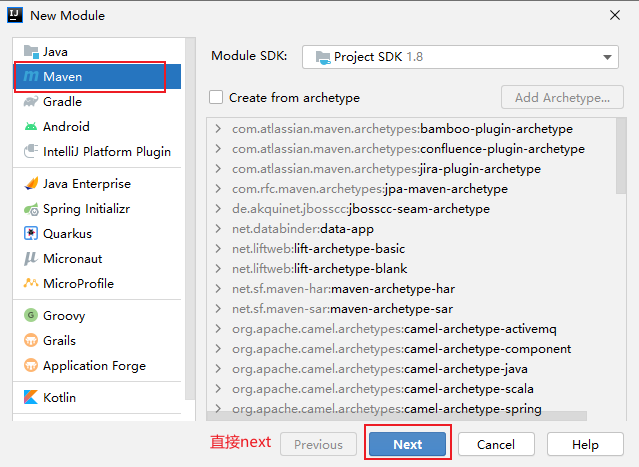 New Module
Java
Maven
Gradle
Android
IntelliJ Platform Plugin
Java Enterprise
Spring Initializr
Quarkus
Micronaut
MicroProfile
Groovy
Grails
Application Forge
Kotlin
Module SDK: Project SDK 1.8
Create from archetype Add Archetype...
com.atlassian.maven.archetypes:bamboo-plugin-archetype
com.atlassian.maven.archetypes:confluence-plugin-archetype
com.atlassian.maven.archetypes:jira-plugin-archetype
com.rfc.maven.archetypes:jpa-maven-archetype
de.akquinet.jbosscc:jbosscc-seam-archetype
net.databinder:data-app
net.liftweb:lift-archetype-basic
net.liftweb:lift-archetype-blank
net.sf.maven-har:maven-archetype-har
net.sf.maven-sar:maven-archetype-sar
org.apache.camel.archetypes:camel-archetype-activemq
org.apache.camel.archetypes:camel-archetype-component
org.apache.camel.archetypes:camel-archetype-java
org.apache.camel.archetypes:camel-archetype-scala
org.apache.camel.archetypes:camel-archetype-spring
直接next Previous Next Cancel Help